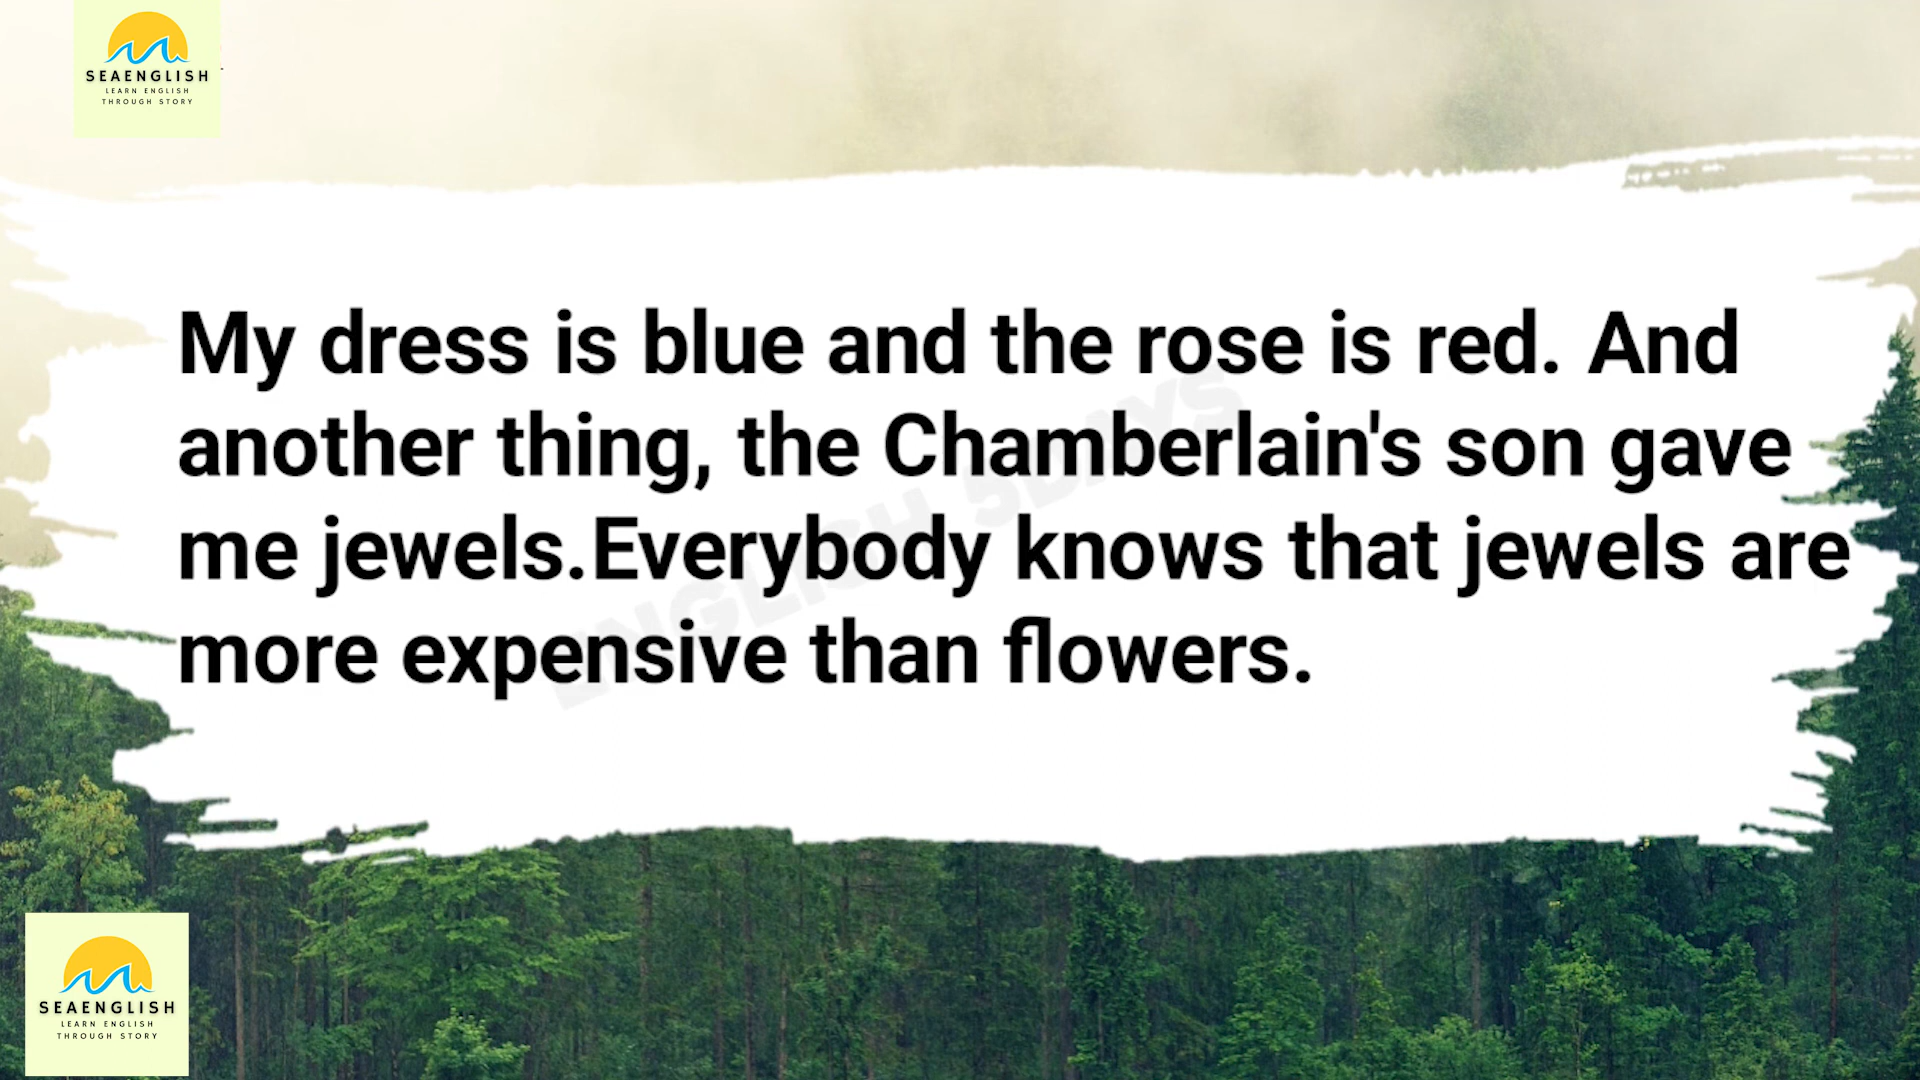 SEAENGLISH
LEARN ENGLISH
THROUGH STORY
My dress is blue and the rose is red. And
another thing, the Chamberlain's son gave
me jewels.Everybody knows that jewels are
more expensive than flowers.
SEAENGLISH
LEARN ENGLISH
THROUGH STORY